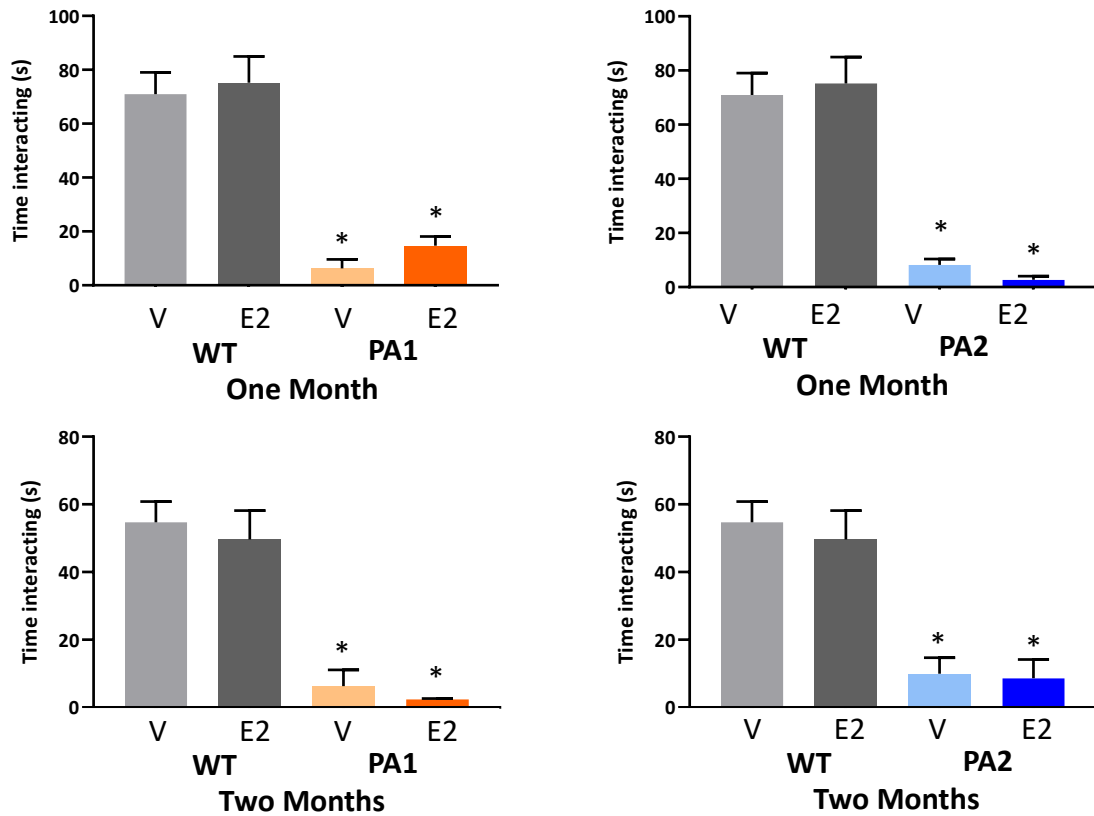 Time interacting (s)
100
80
60
40
20
0
*
*
V
E2
V
E2
WT
PA1
One Month
Time interacting (s)
100
80
60
40
20
0
*
*
V
E2
V
E2
WT
PA2
One Month
Time interacting (s)
80
60
40
20
0
*
*
V
E2
V
E2
WT
PA1
Two Months
Time interacting (s)
80
60
40
20
0
*
*
V
E2
V
E2
WT
PA2
Two Months